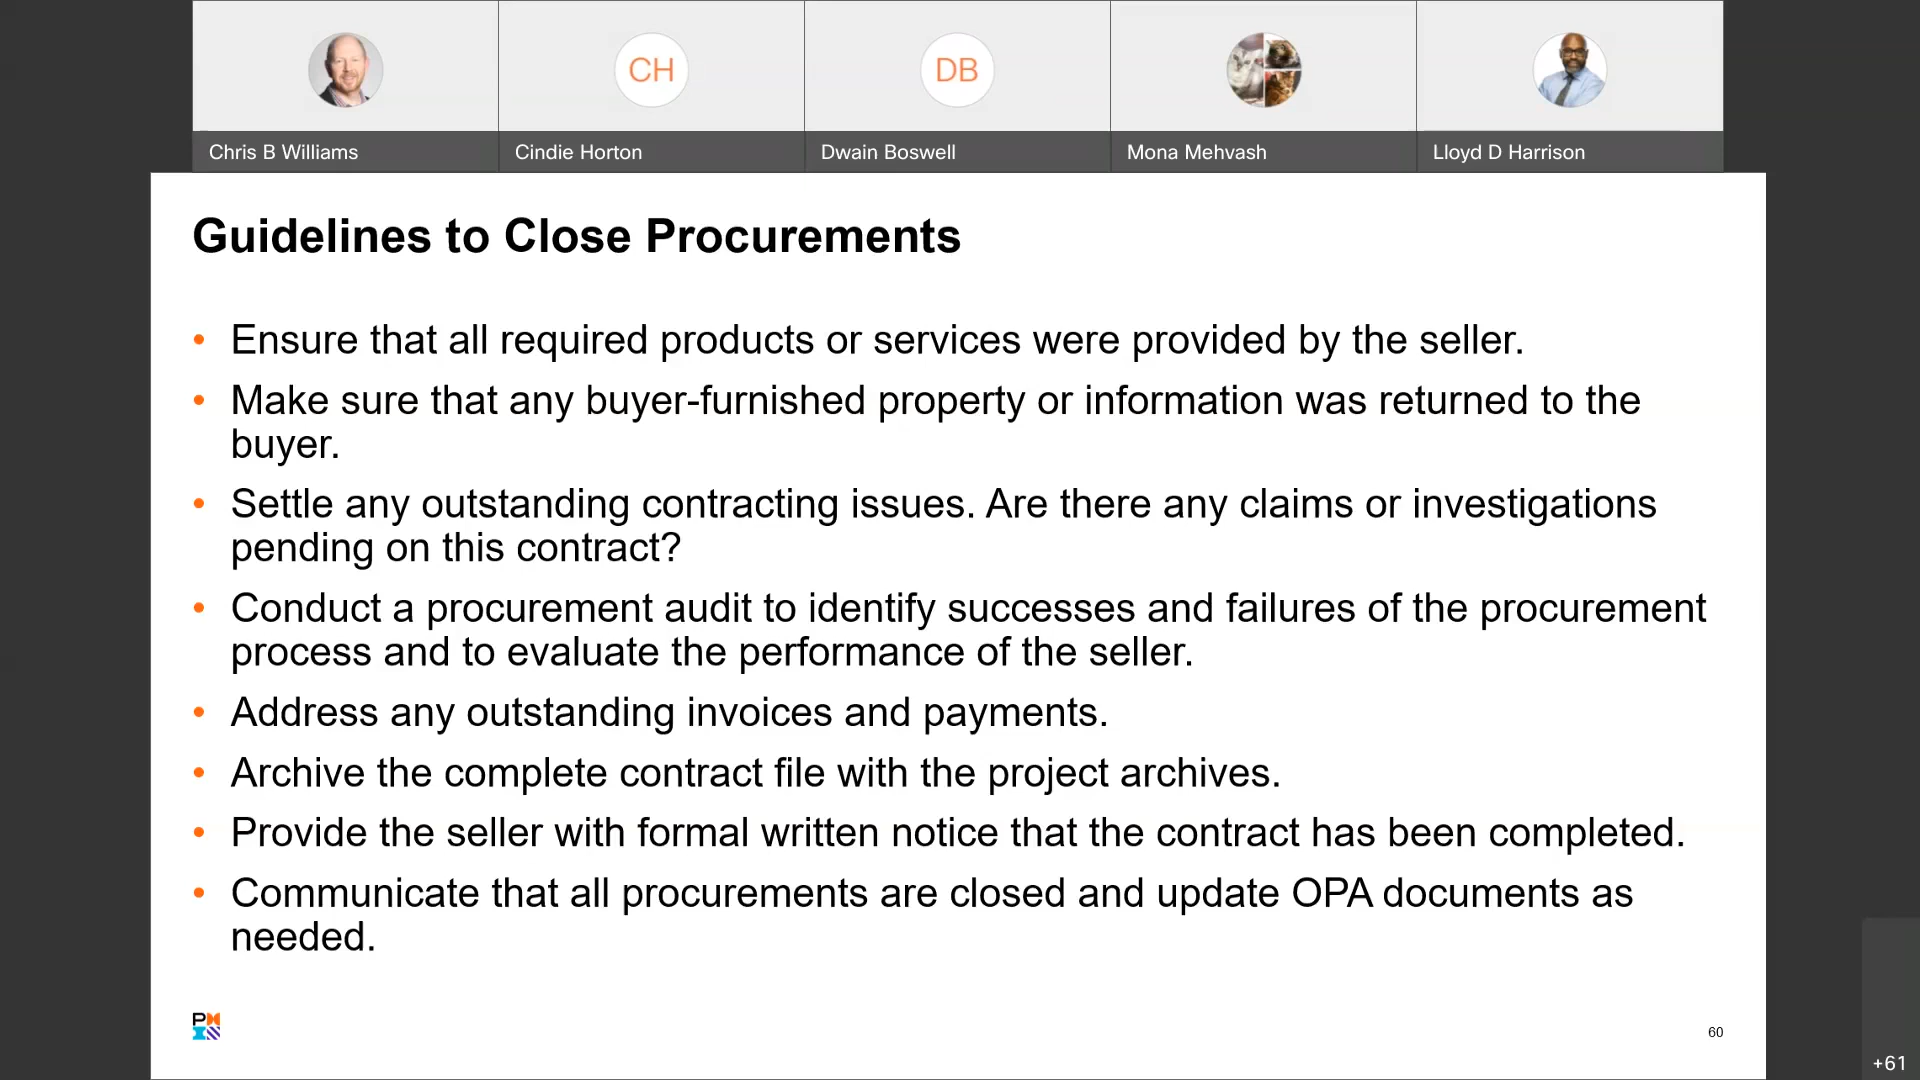 CH
DB
Chris B Williams
Cindie Horton
Dwain Boswell
Mona Mehvash
Lloyd D Harrison
Guidelines to Close Procurements
• Ensure that all required products or services were provided by the seller.
• Make sure that any buyer-furnished property or information was returned to the
buyer.
• Settle any outstanding contracting issues. Are there any claims or investigations
pending on this contract?
• Conduct a procurement audit to identify successes and failures of the procurement
process and to evaluate the performance of the seller.
• Address any outstanding invoices and payments.
• Archive the complete contract file with the project archives.
• Provide the seller with formal written notice that the contract has been completed.
• Communicate that all procurements are closed and update OPA documents as
needed.
60
+61